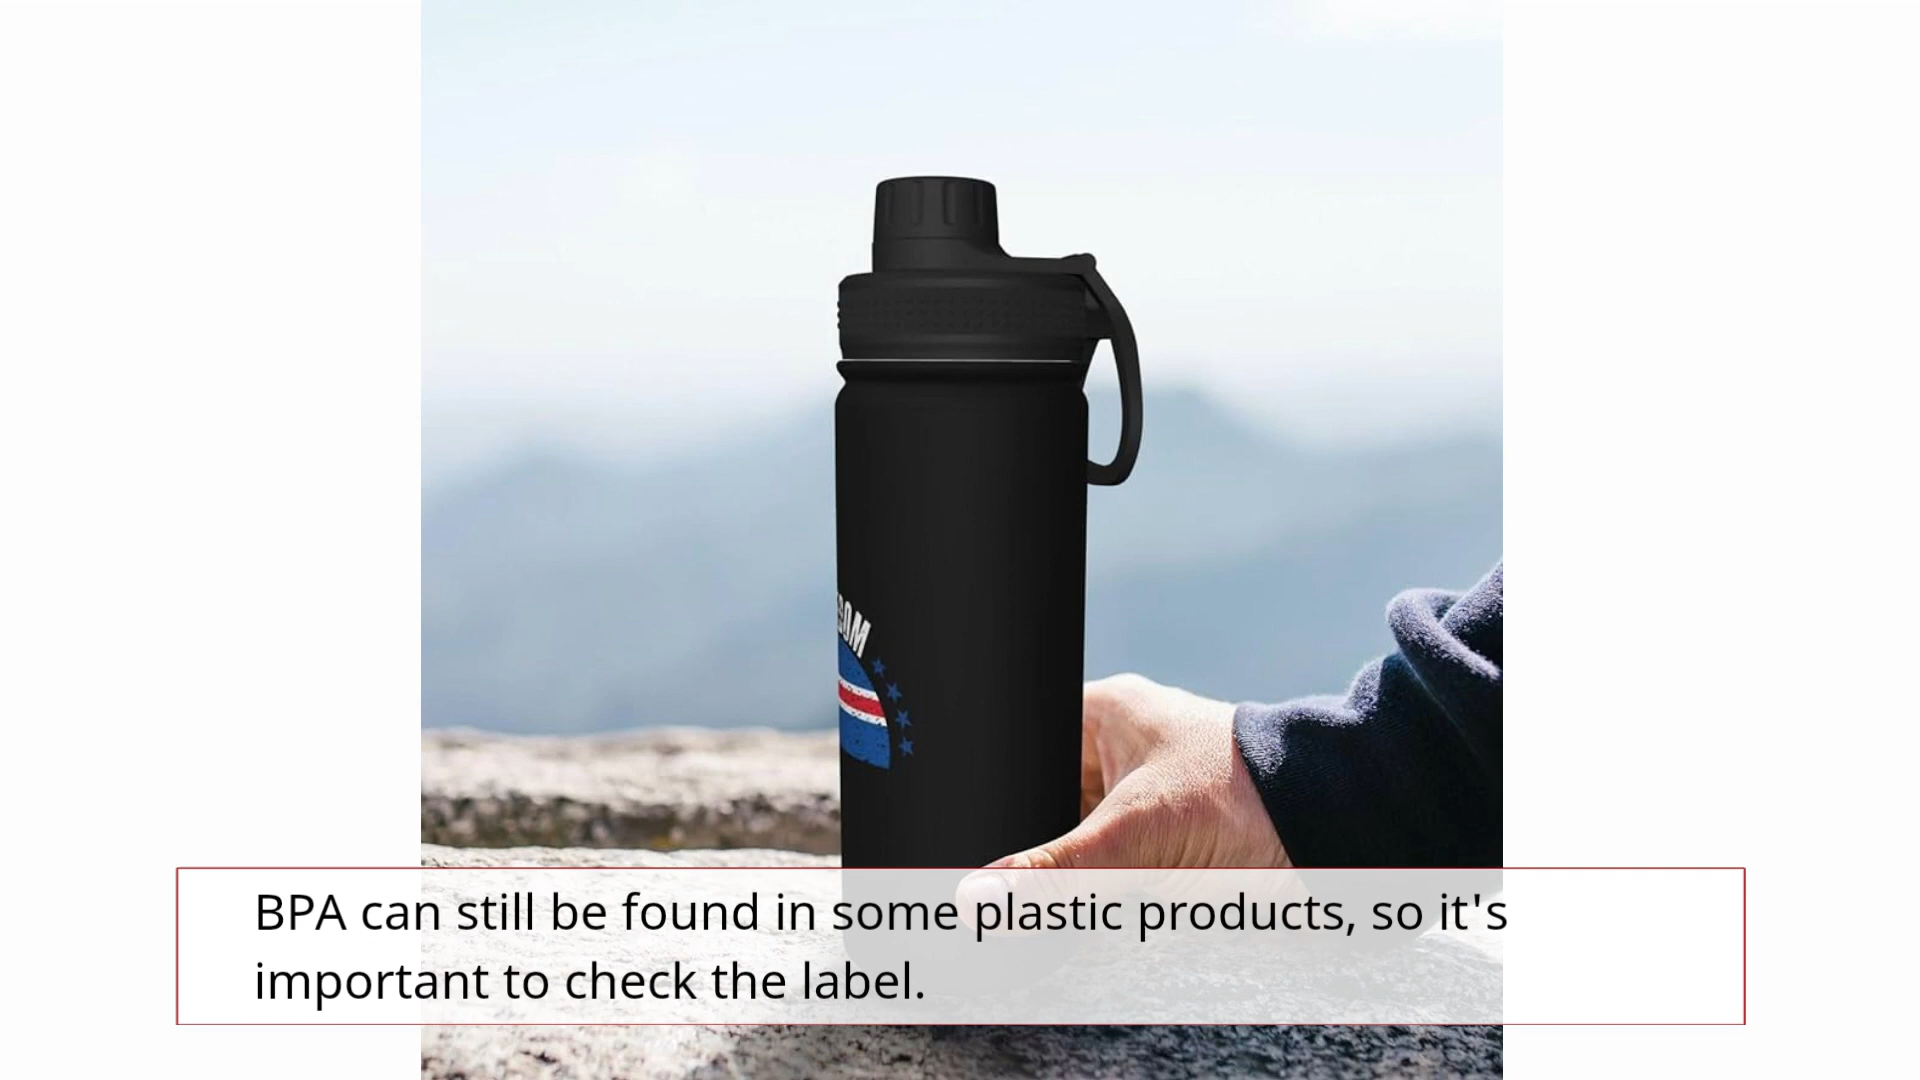 BPA can still be found in some plastic products, so it's
important to check the label.